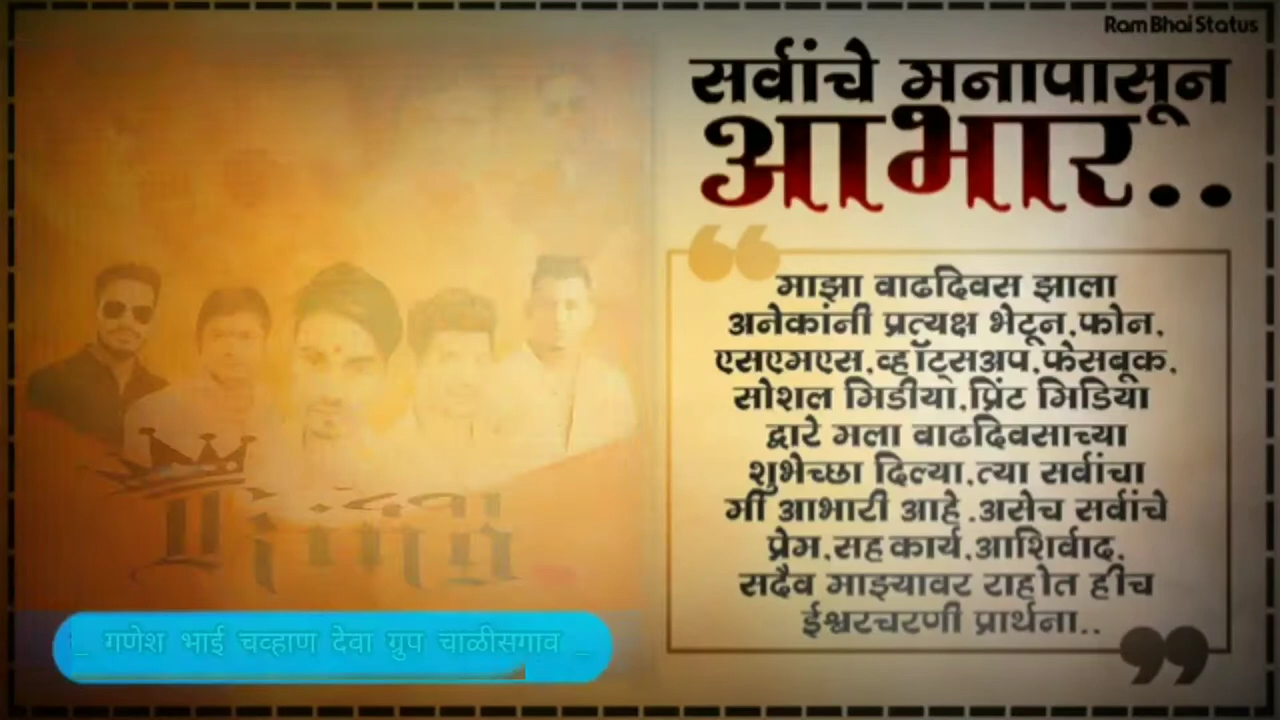 Ram Bhai Status
सर्वांचे मनापासून
आभार..
माझा वाढदिवस झाला
अनेकांनी प्रत्यक्ष भेटून,फोन,
एसएमएस,व्हॉट्सअप,फेसबूक,
सोशल मिडीया,प्रिंट मिडिया
द्वारे मला वाढदिवसाच्या
शुभेच्छा दिल्या,त्या सर्वांचा
मी आभारी आहे.असेच सर्वांचे
प्रेम,सहकार्य,आशिर्वाद,
सदैव माझ्यावर राहोत हीच
ईश्वरचरणी प्रार्थना..
_ गणेश भाई चव्हाण देवा ग्रुप चाळीसगाव _